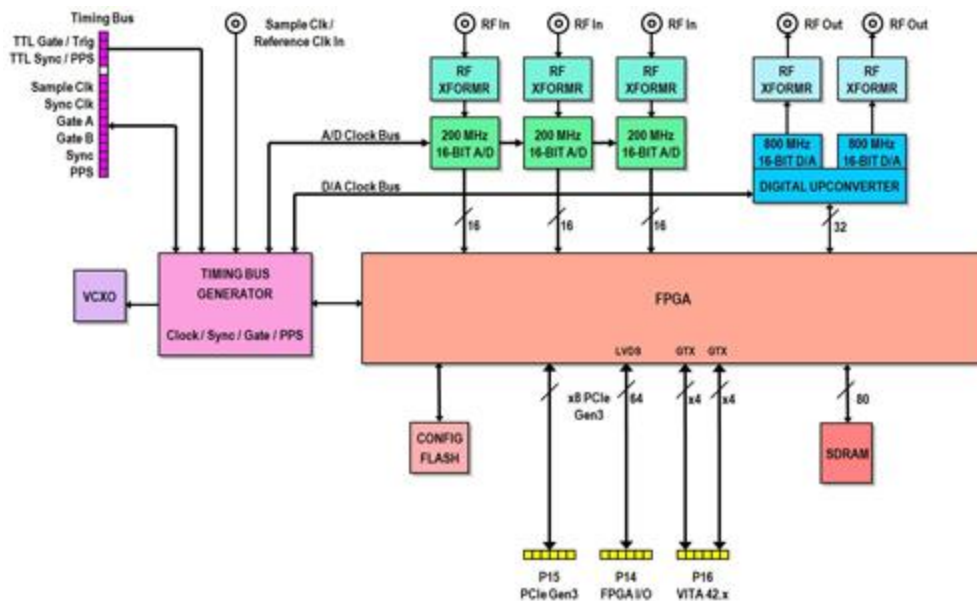 Timing Bus
TTL Gate / Trig
TTL Sync / PPS
Sample Clk
Sync Clk
Gate A
Gate B
Sync
PPS
Sample Clk /
Reference Clk In
RF In
RF In
RF In
RF Out
RF Out
RF
XFORMR
RF
XFORMR
RF
XFORMR
RF
XFORMR
RF
XFORMR
A/D Clock Bus
200 MHz
16-BIT A/D
200 MHz
16-BIT A/D
200 MHz
16-BIT A/D
800 MHz
16-BIT D/A
800 MHz
16-BIT D/A
DIGITAL UPCONVERTER
D/A Clock Bus
16
16
16
32
VCXO
TIMING BUS
GENERATOR
Clock / Sync / Gate / PPS
FPGA
LVDS
GTX
GTX
x8 PCIe
Gen3
64
x4
x4
80
CONFIG
FLASH
SDRAM
P15
PCIe Gen3
P14
FPGA I/O
P16
VITA 42.x